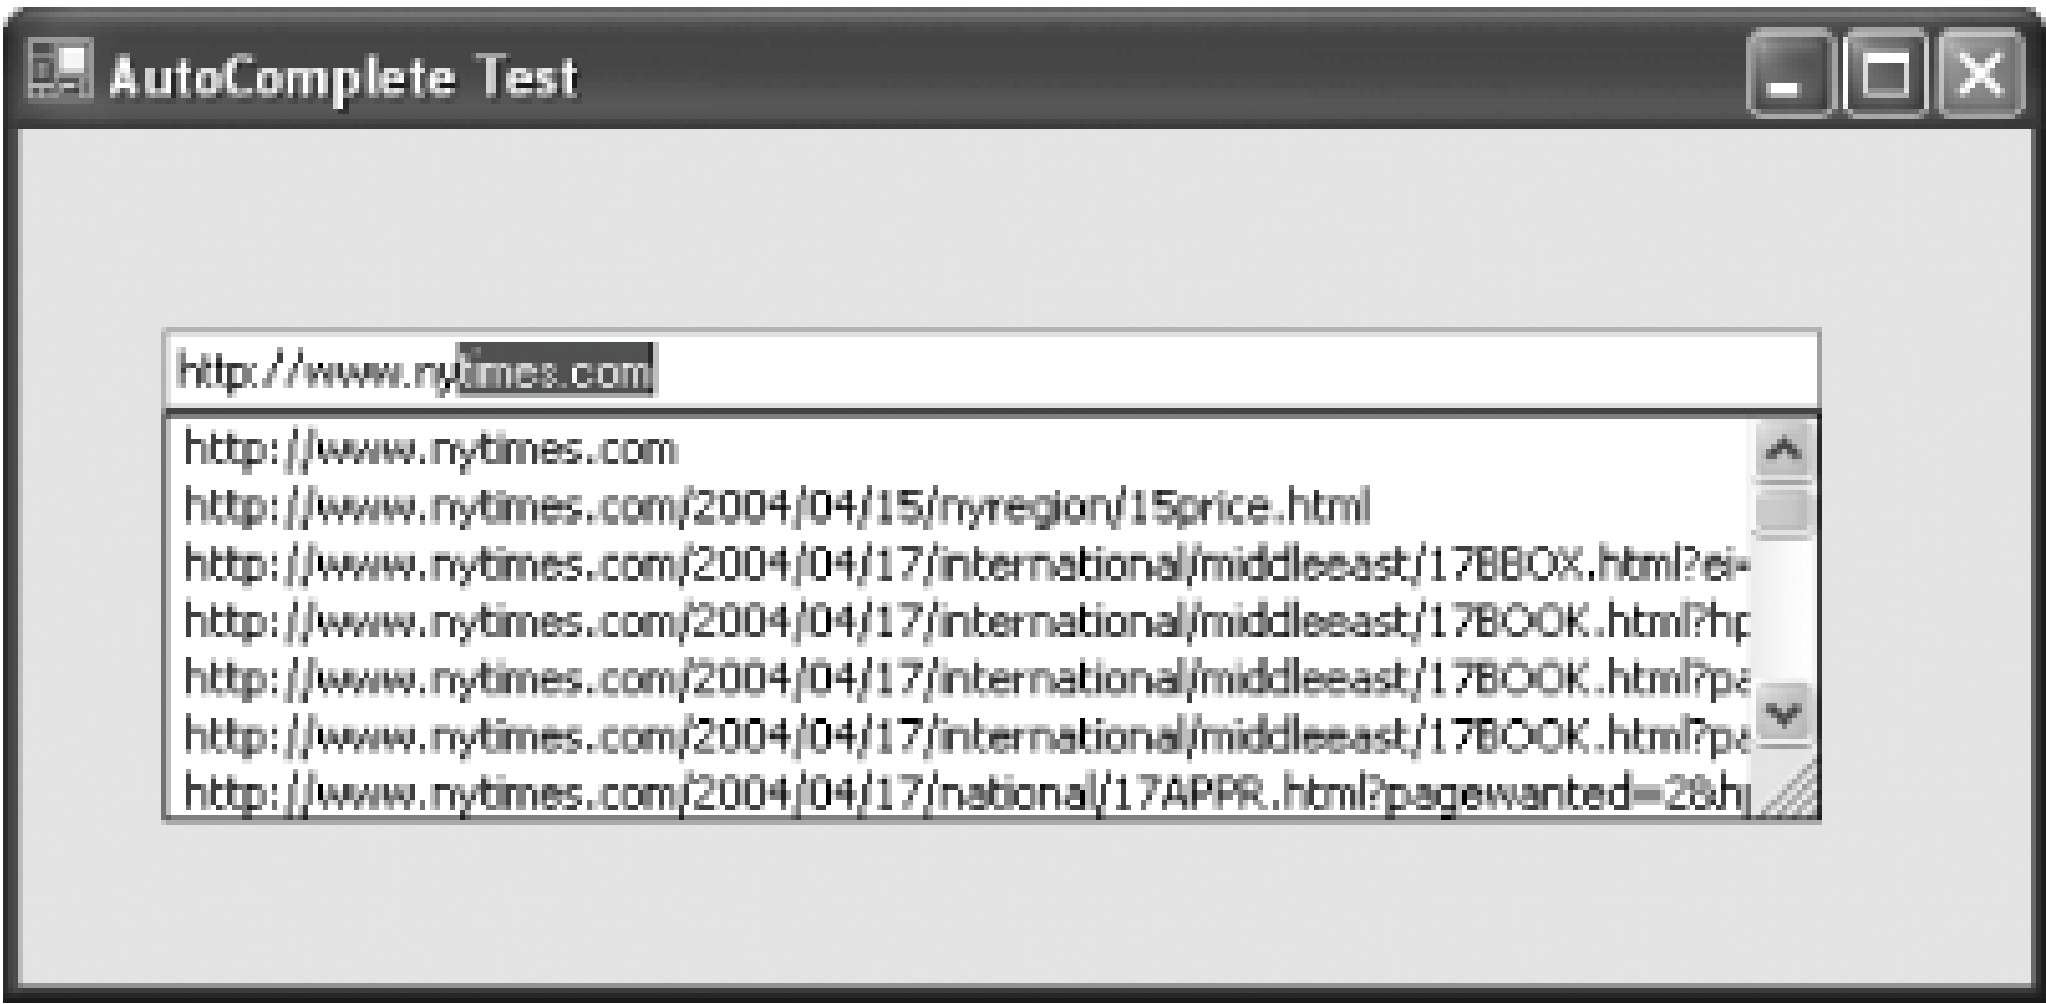 AutoComplete Test
http://www.nytimes.com
http://www.nytimes.com
http://www.nytimes.com/2004/04/15/nyregion/15price.html
http://www.nytimes.com/2004/04/17/international/middleeast/17BBOX.html?ei=
http://www.nytimes.com/2004/04/17/international/middleeast/17BOOK.html?hp
http://www.nytimes.com/2004/04/17/international/middleeast/17BOOK.html?pa
http://www.nytimes.com/2004/04/17/international/middleeast/17BOOK.html?pa
http://www.nytimes.com/2004/04/17/national/17APPR.html?pagewanted=2&h